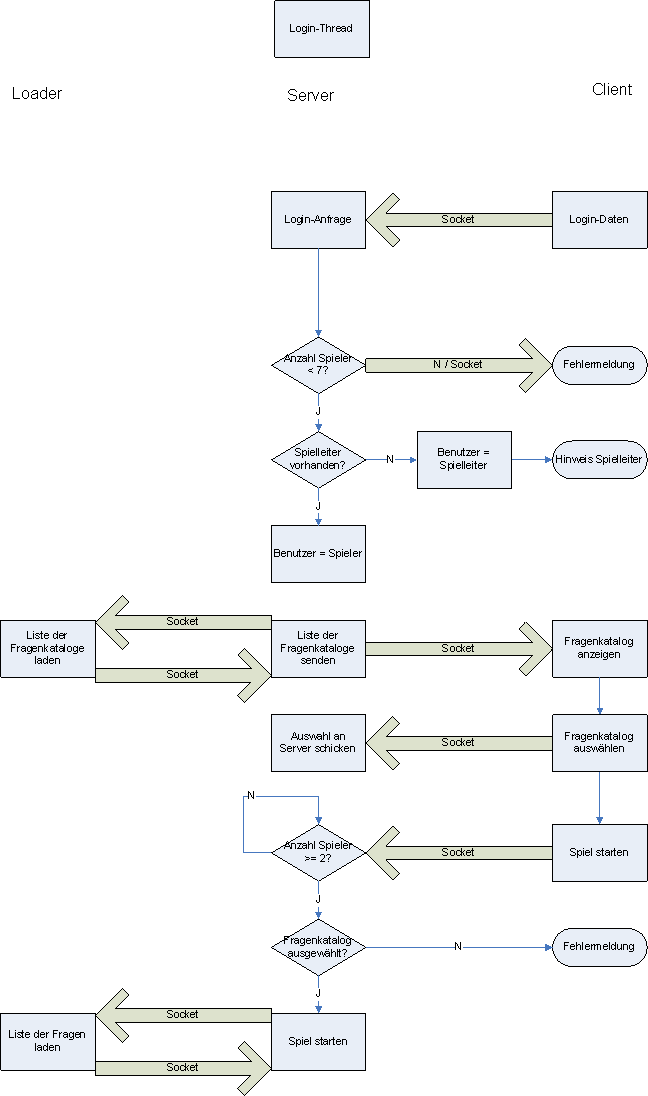 Login-Thread
Loader
Server
Client
Login-Anfrage
Socket
Login-Daten
Anzahl Spieler
< 7?
N / Socket
Fehlermeldung
J
Spielleiter
vorhanden?
N
Benutzer =
Spielleiter
Hinweis Spielleiter
J
Benutzer = Spieler
Liste der
Fragenkataloge
laden
Socket
Socket
Liste der
Fragenkataloge
senden
Socket
Fragenkatalog
anzeigen
Auswahl an
Server schicken
Socket
Fragenkatalog
auswählen
N
Anzahl Spieler
>= 2?
Socket
Spiel starten
J
Fragenkatalog
ausgewählt?
N
Fehlermeldung
J
Liste der Fragen
laden
Socket
Socket
Spiel starten